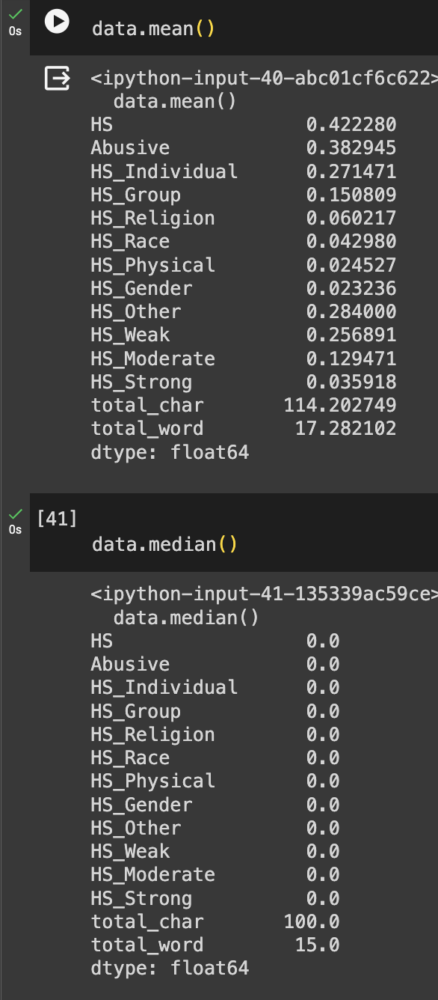 0s
data.mean()
<ipython-input-40-abc01cf6c622>
data.mean()
HS 0.422280
Abusive 0.382945
HS_Individual 0.271471
HS_Group 0.150809
HS_Religion 0.060217
HS_Race 0.042980
HS_Physical 0.024527
HS_Gender 0.023236
HS_Other 0.284000
HS_Weak 0.256891
HS_Moderate 0.129471
HS_Strong 0.035918
total_char 114.202749
total_word 17.282102
dtype: float64
0s
[41]
data.median()
<ipython-input-41-135339ac59ce>
data.median()
HS 0.0
Abusive 0.0
HS_Individual 0.0
HS_Group 0.0
HS_Religion 0.0
HS_Race 0.0
HS_Physical 0.0
HS_Gender 0.0
HS_Other 0.0
HS_Weak 0.0
HS_Moderate 0.0
HS_Strong 0.0
total_char 100.0
total_word 15.0
dtype: float64